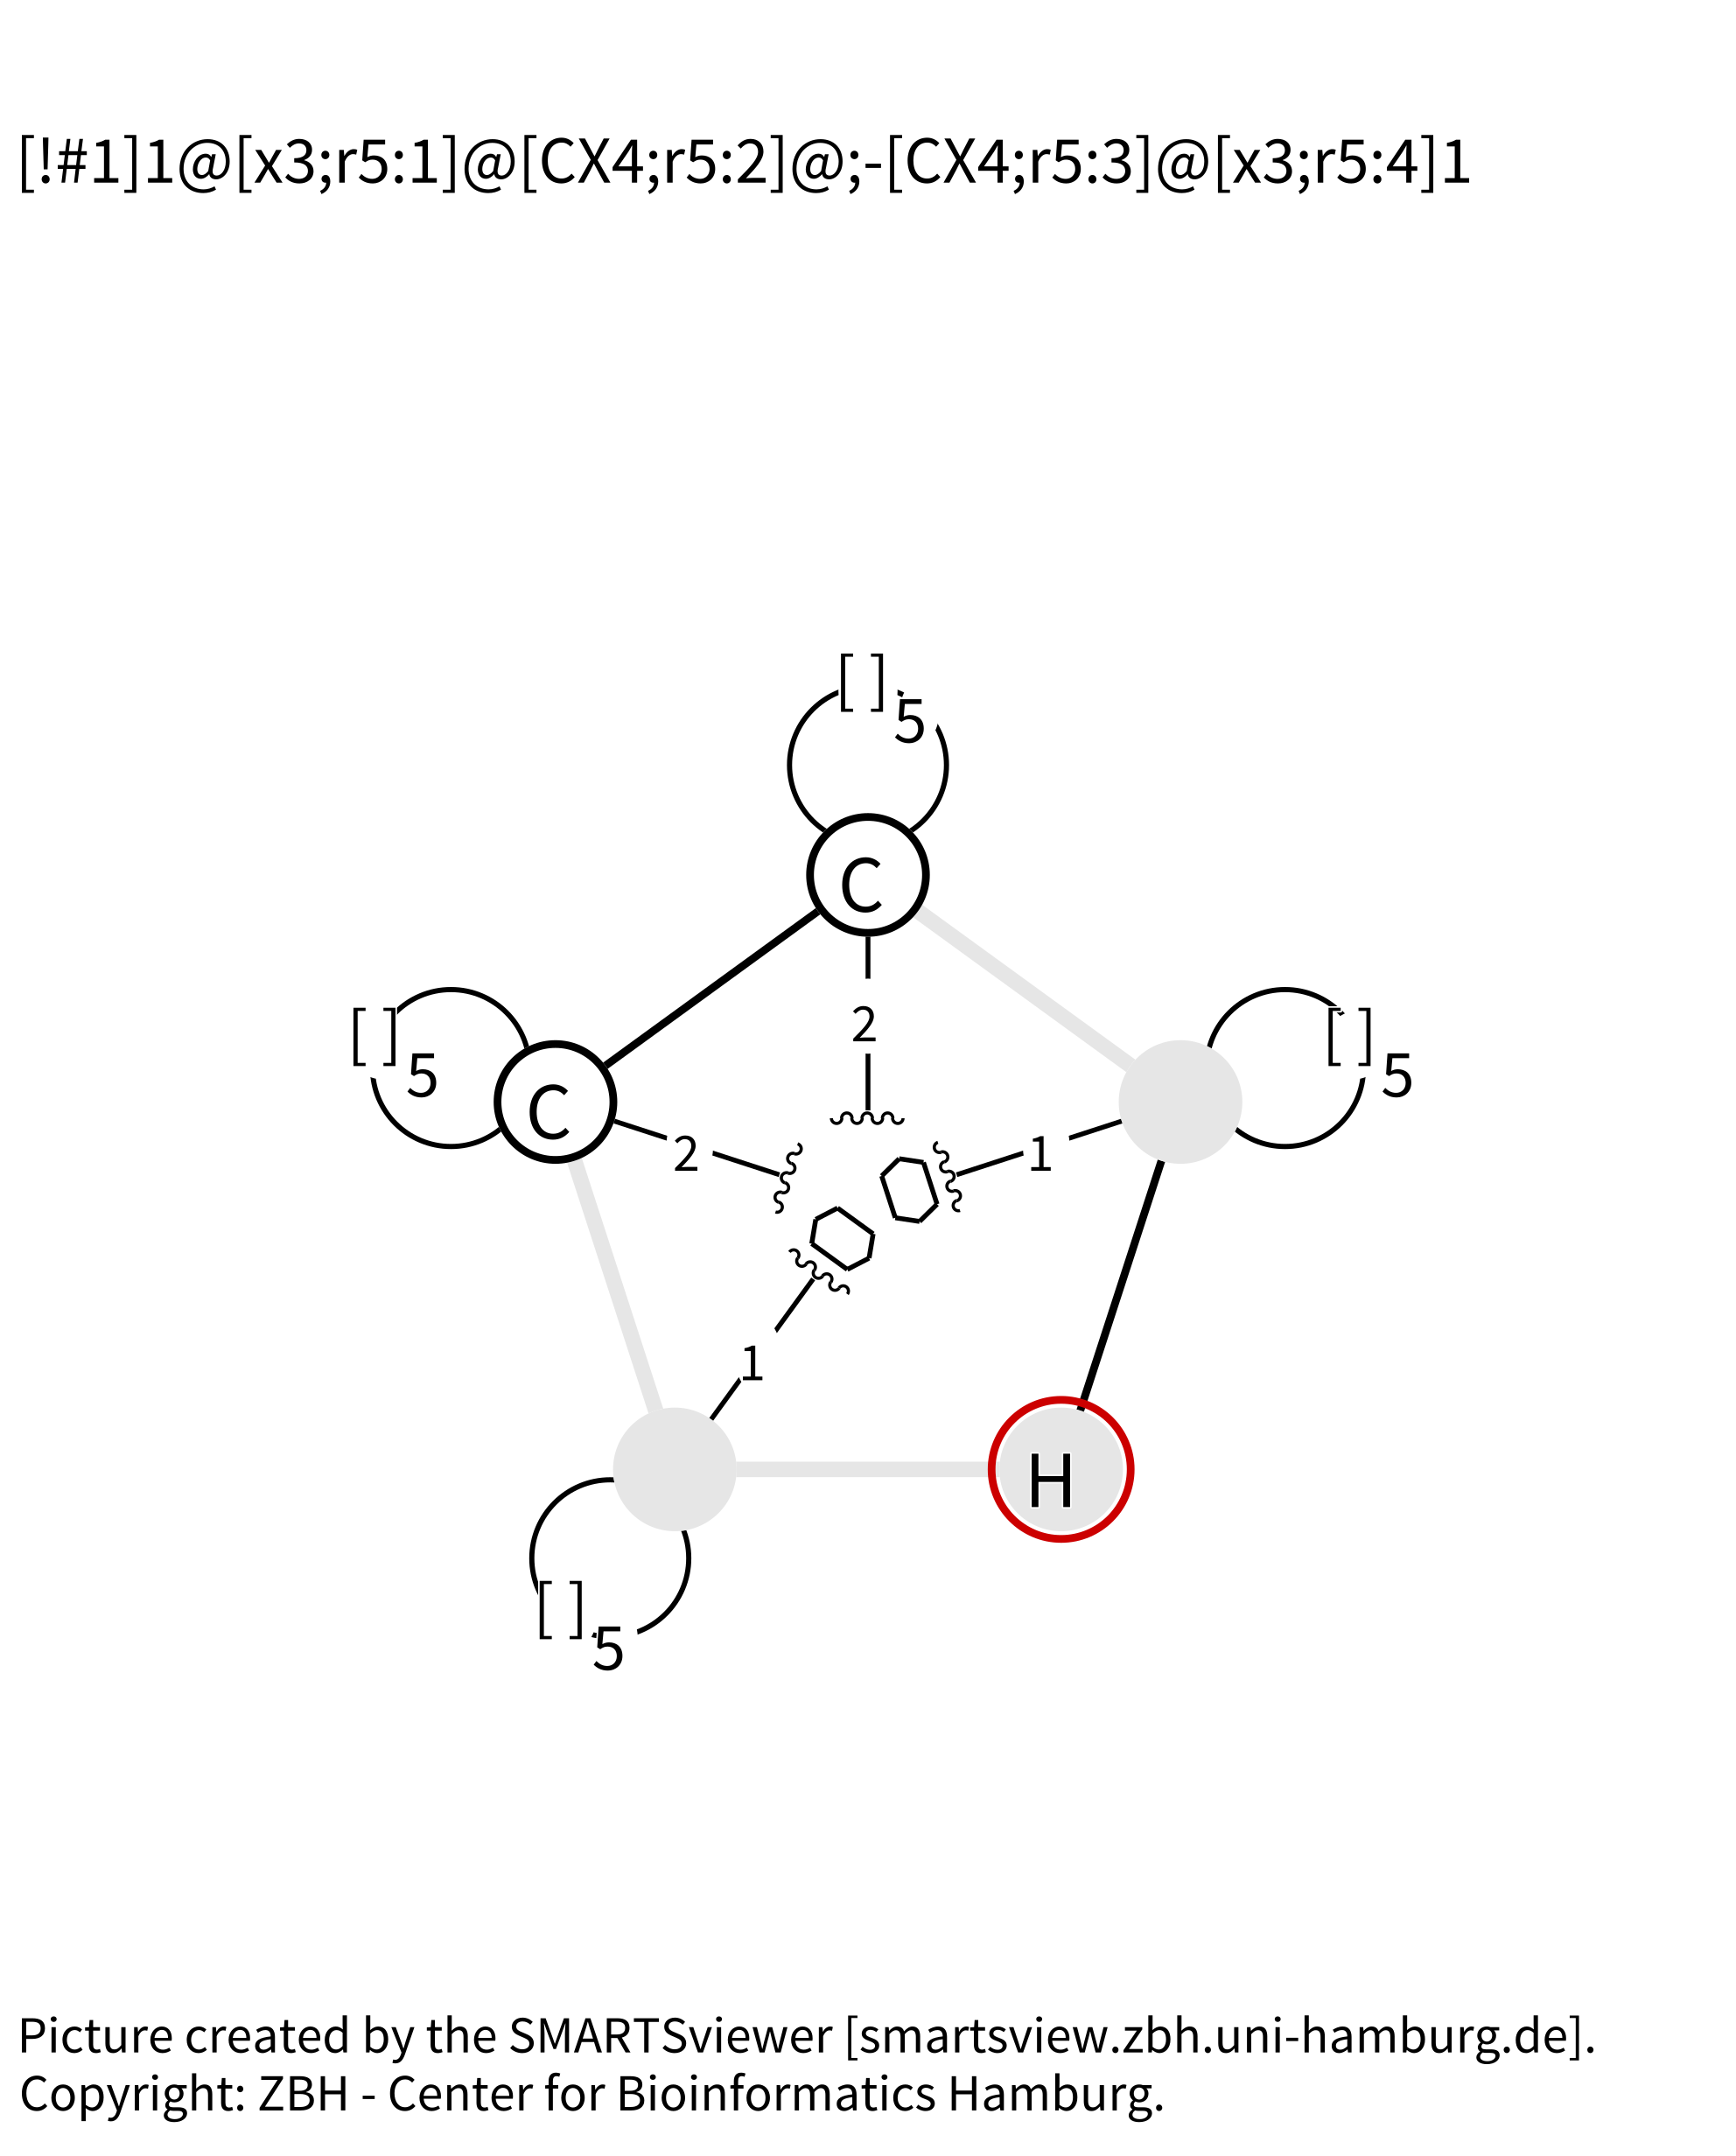 [!#1]1@[x3;r5:1]@[CX4;r5:2]@;-[CX4;r5:3]@[x3;r5:4]1
[ ]5
C
2
[ ]5
[ ]5
C
2
1
1
H
[ ]5
Picture created by the SMARTSviewer [smartsview.zbh.uni-hamburg.de].
Copyright: ZBH - Center for Bioinformatics Hamburg.